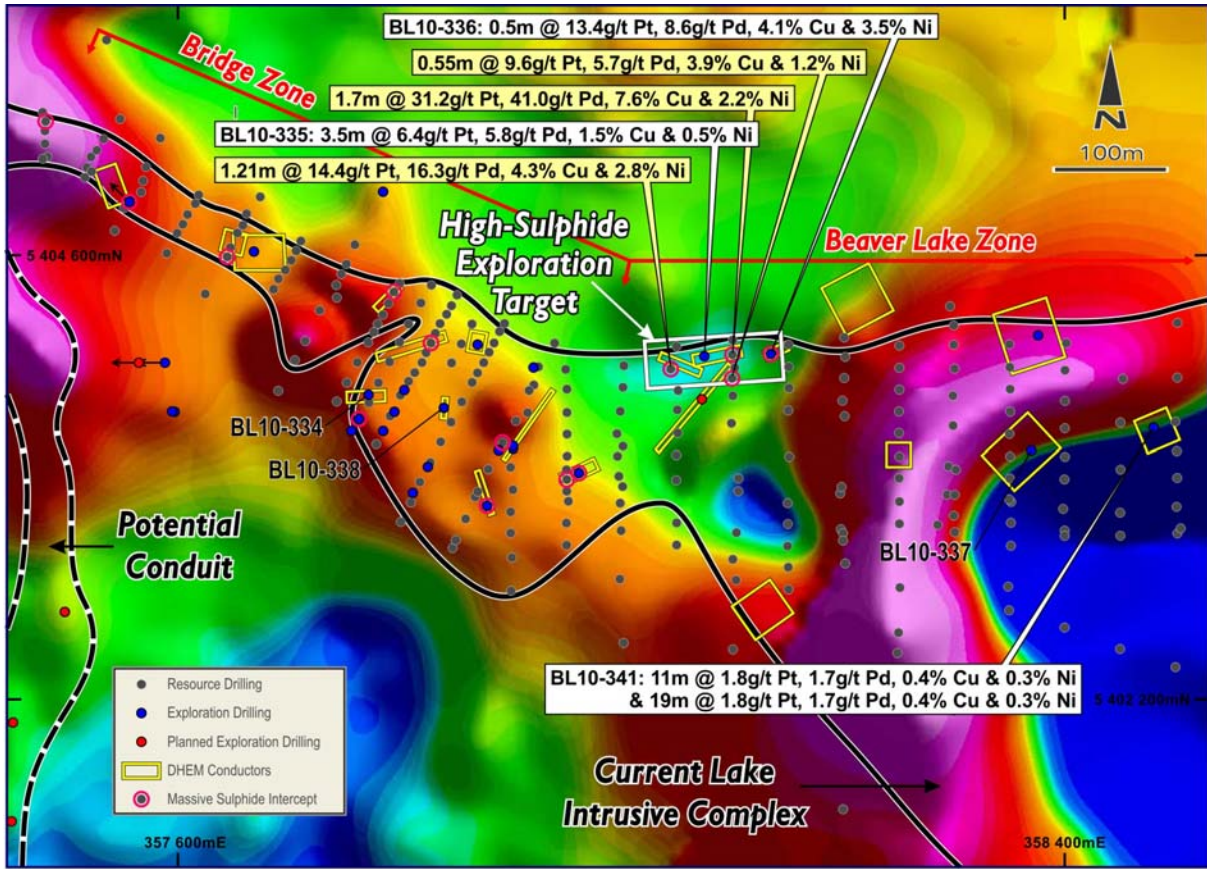 BL10-336: 0.5m @ 13.4g/t Pt, 8.6g/t Pd, 4.1% Cu & 3.5% Ni
0.55m @ 9.6g/t Pt, 5.7g/t Pd, 3.9% Cu & 1.2% Ni
1.7m @ 31.2g/t Pt, 41.0g/t Pd, 7.6% Cu & 2.2% Ni
BL10-335: 3.5m @ 6.4g/t Pt, 5.8g/t Pd, 1.5% Cu & 0.5% Ni
1.21m @ 14.4g/t Pt, 16.3g/t Pd, 4.3% Cu & 2.8% Ni
Bridge Zone
N
100m
High-Sulphide
Exploration
Target
Beaver Lake Zone
5 404 600mN
BL10-334
BL10-338
Potential
Conduit
BL10-337
BL10-341: 11m @ 1.8g/t Pt, 1.7g/t Pd, 0.4% Cu & 0.3% Ni
& 19m @ 1.8g/t Pt, 1.7g/t Pd, 0.4% Cu & 0.3% Ni
5 402 200mN
Resource Drilling
Exploration Drilling
Planned Exploration Drilling
DHEM Conductors
Massive Sulphide Intercept
Current Lake
Intrusive Complex
357 600mE
358 400mE